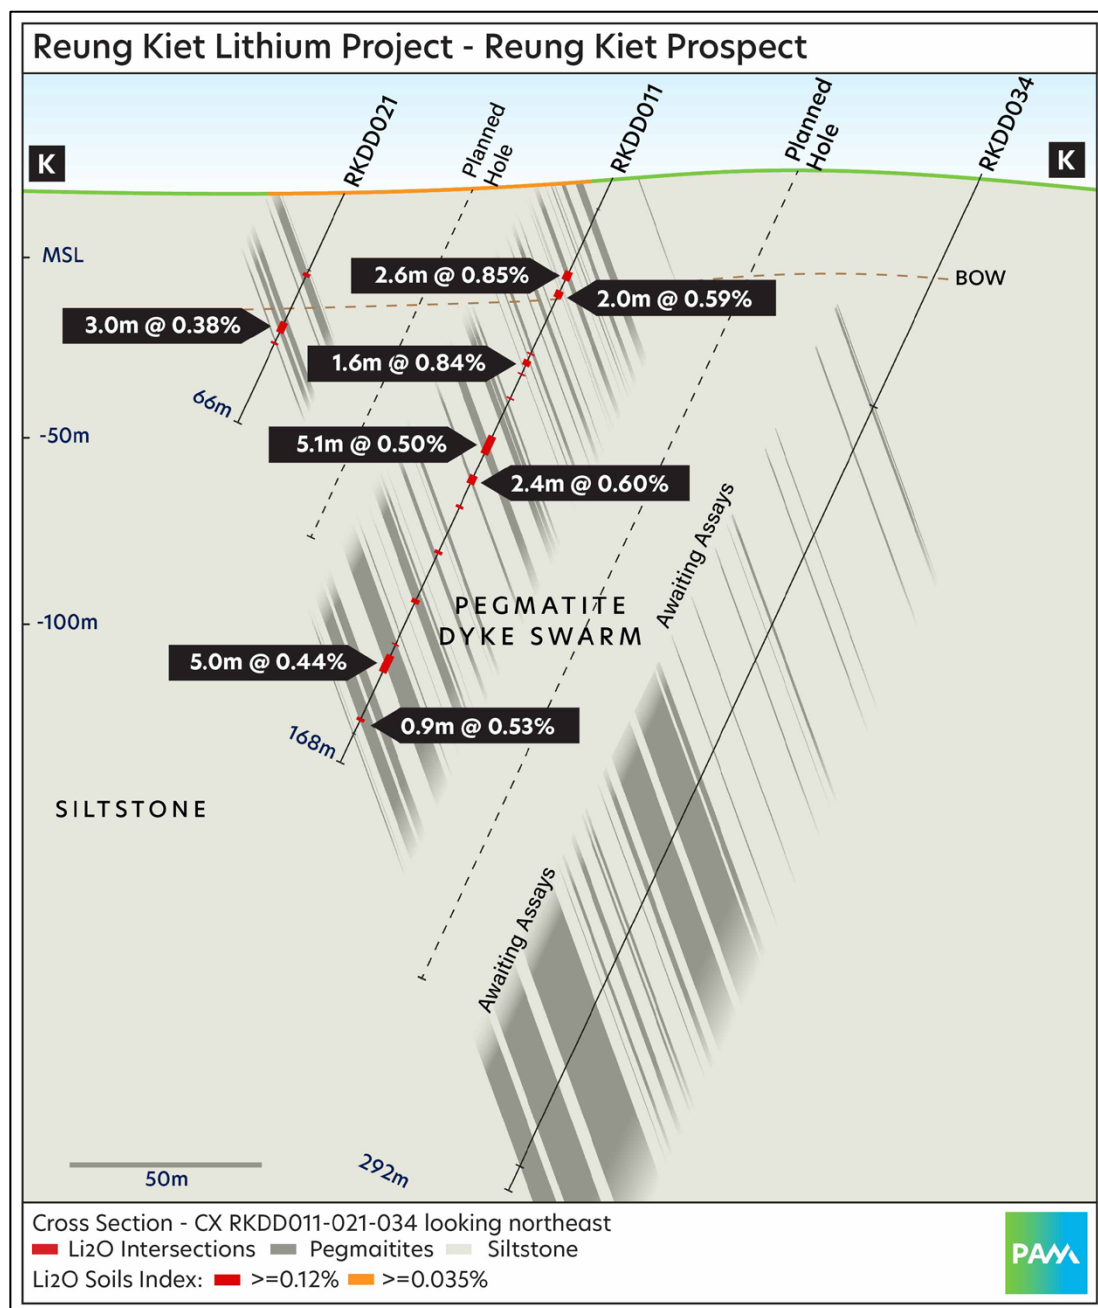 Reung Kiet Lithium Project - Reung Kiet Prospect
K
RKDD021
Planned
Hole
RKDD011
Planned
Hole
RKDD034
K
MSL
BOW
2.6m @ 0.85%
2.0m @ 0.59%
3.0m @ 0.38%
1.6m @ 0.84%
66m
-50m
5.1m @ 0.50%
2.4m @ 0.60%
Awaiting Assays
-100m
PEGMATITE
DYKE SWARM
5.0m @ 0.44%
0.9m @ 0.53%
168m
SILTSTONE
Awaiting Assays
50m
292m
Cross Section - CX RKDD011-021-034 looking northeast
Li2O Intersections Pegmaitites Siltstone
Li2O Soils Index: >=0.12% >=0.035%
PAM